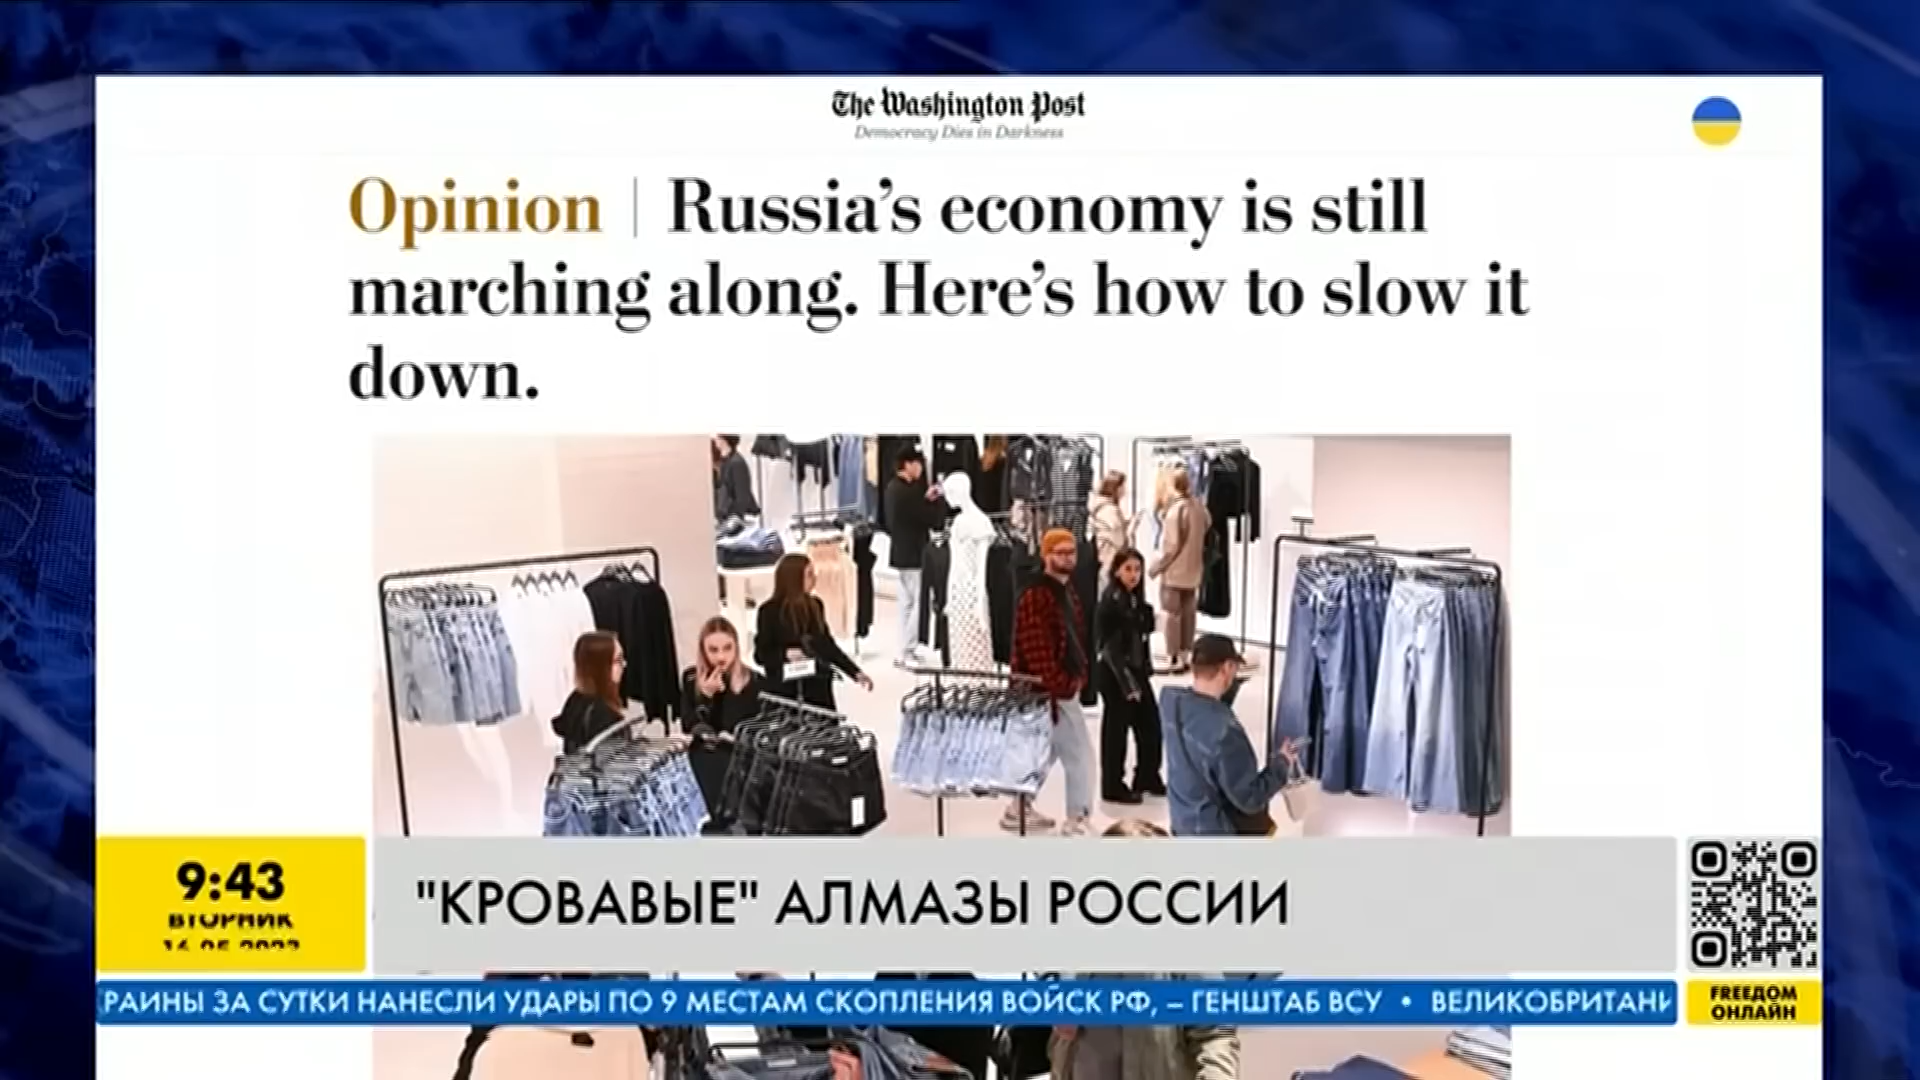 The Washington Post
Democracy Dies in Darkness
Opinion | Russia's economy is still
marching along. Here's how to slow it
down.
9:43
ВТОРНИК
"КРОВАВЫЕ" АЛМАЗЫ РОССИИ
РАИНЫ ЗА СУТКИ НАНЕСЛИ УДАРЫ ПО 9 МЕСТАМ СКОПЛЕНИЯ ВОЙСК РФ, – ГЕНШТАБ ВСУ • ВЕЛИКОБРИТАНИ
FREEДОМ
ОНЛАЙН